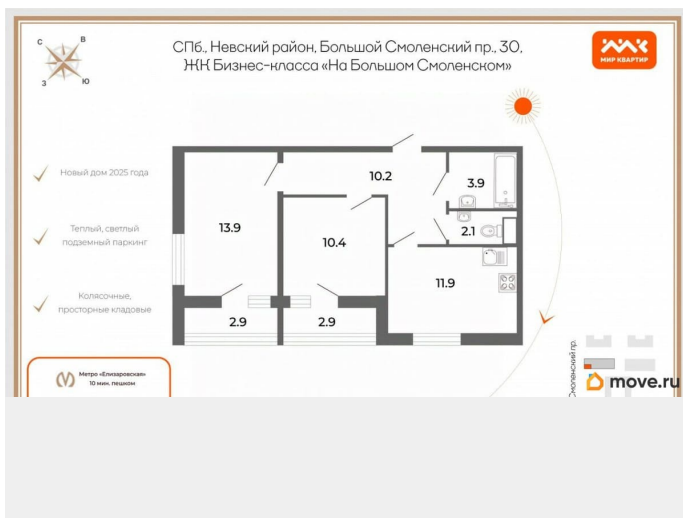 СПб., Невский район, Большой Смоленский пр., 30,
ЖК Бизнес-класса «На Большом Смоленском»
МИР КВАРТИР
С
В
З
Ю
Новый дом 2025 года
Теплый, светлый
подземный паркинг
Колясочные,
просторные кладовые
10.2
3.9
13.9
10.4
2.1
11.9
2.9
2.9
Метро «Елизаровская»
10 мин. пешком
Смоленский пр.
move.ru